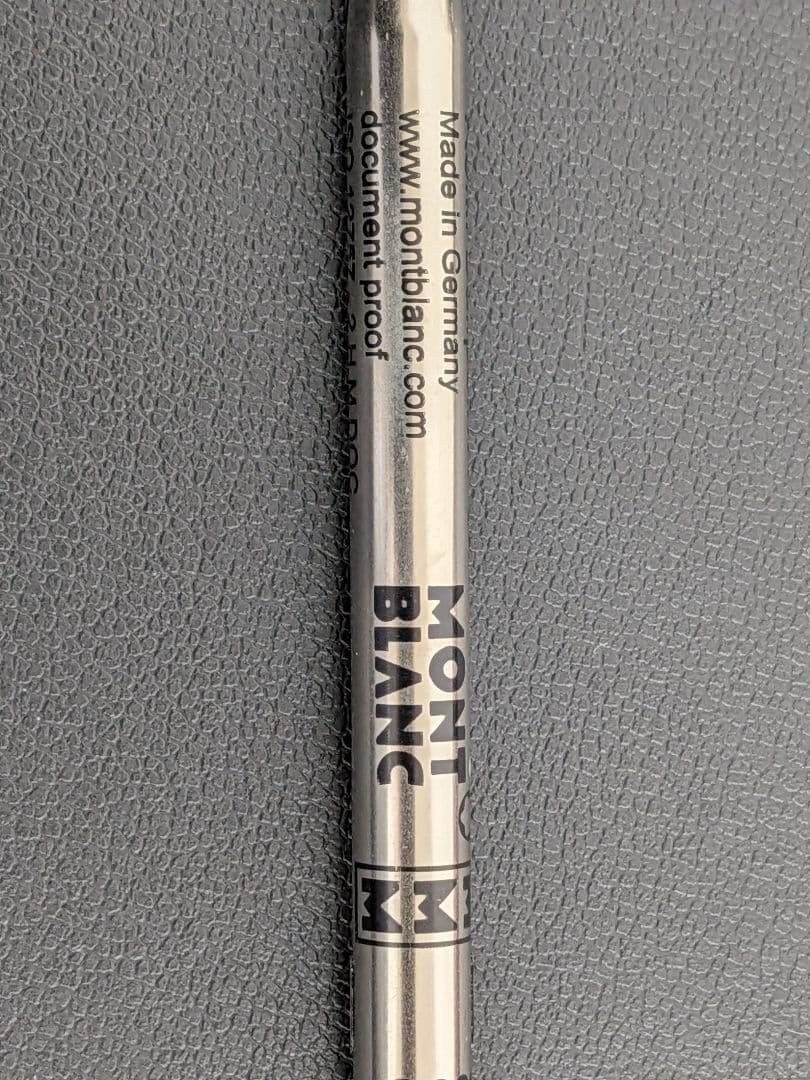 Made in Germany
www.montblanc.com
document proof
MONT
BLANC
M M M